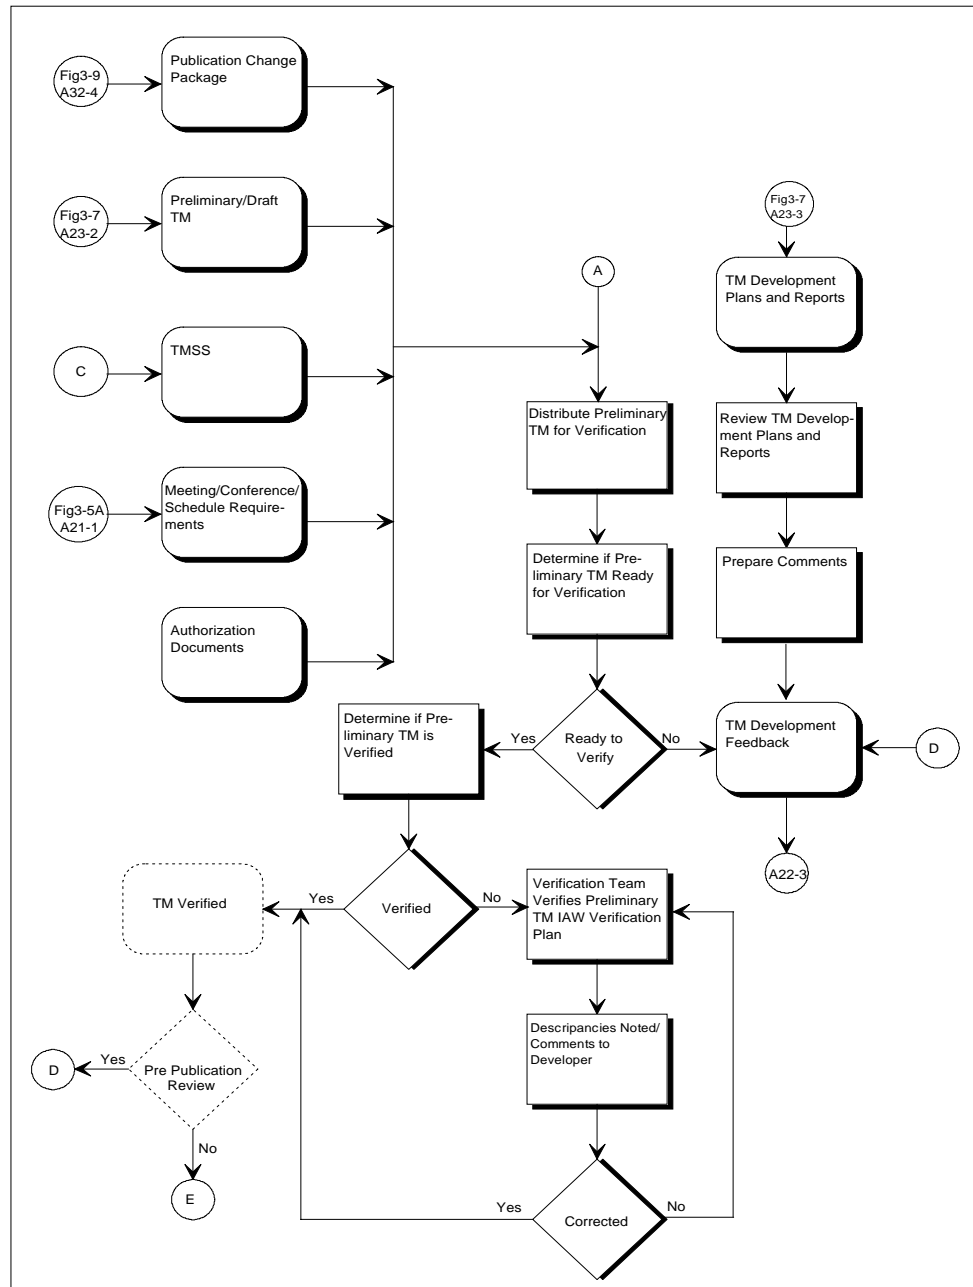 Fig3-9
A32-4
Publication Change
Package
Fig3-7
A23-2
Preliminary/Draft
TM
Fig3-7
A23-3
A
TM Development
Plans and Reports
C
TMSS
Distribute Preliminary
TM for Verification
Review TM Develop-
ment Plans and
Reports
Fig3-5A
A21-1
Meeting/Conference/
Schedule Require-
ments
Determine if Pre-
liminary TM Ready
for Verification
Prepare Comments
Authorization
Documents
Determine if Pre-
liminary TM is
Verified
Yes
Ready to
Verify
No
TM Development
Feedback
D
A22-3
TM Verified
Yes
Verified
No
Verification Team
Verifies Preliminary
TM IAW Verification
Plan
Descripancies Noted/
Comments to
Developer
D
Yes
Pre Publication
Review
No
E
Yes
Corrected
No